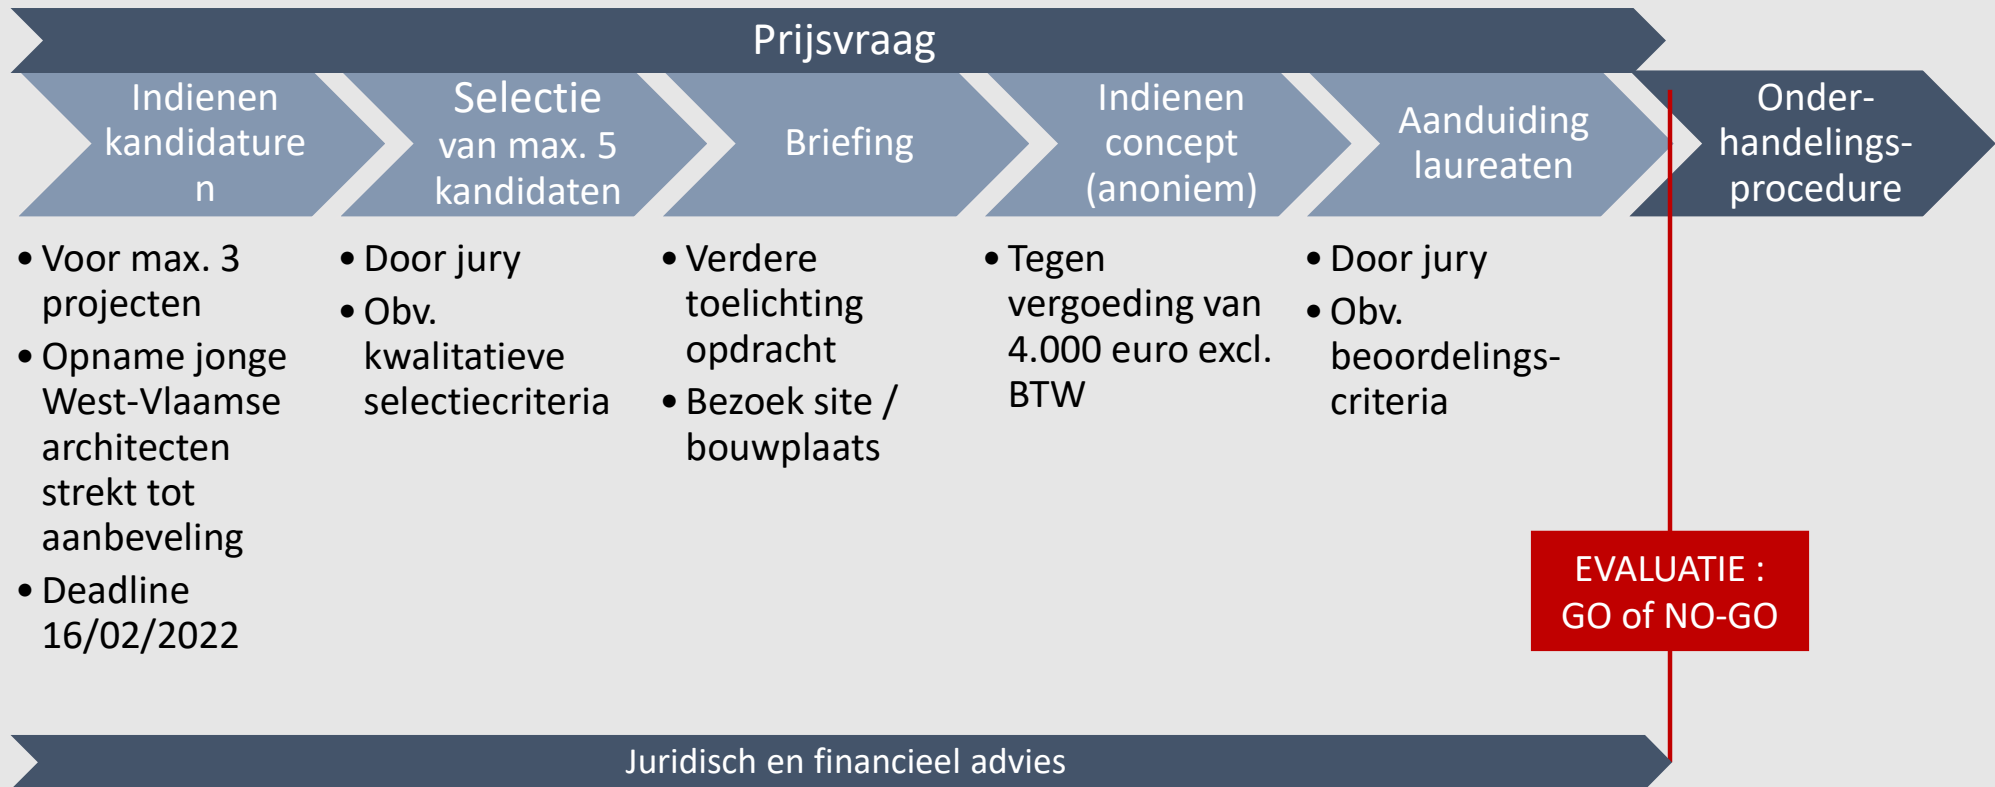 Prijsvraag
Indienen
kandidature
n
Selectie
van max. 5
kandidaten
Briefing
Indienen
concept
(anoniem)
Aanduiding
laureaten
Onder-
handelings-
procedure
• Voor max. 3
projecten
• Opname jonge
West-Vlaamse
architecten
strekt tot
aanbeveling
• Deadline
16/02/2022
• Door jury
• Obv.
kwalitatieve
selectiecriteria
• Verdere
toelichting
opdracht
• Bezoek site /
bouwplaats
• Tegen
vergoeding van
4.000 euro excl.
BTW
• Door jury
• Obv.
beoordelings-
criteria
EVALUATIE :
GO of NO-GO
Juridisch en financieel advies